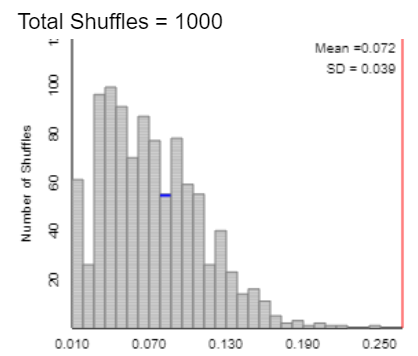 Total Shuffles = 1000
Mean =0.072
SD = 0.039
Number of Shuffles
100
80
60
40
20
0.010 0.070 0.130 0.190 0.250